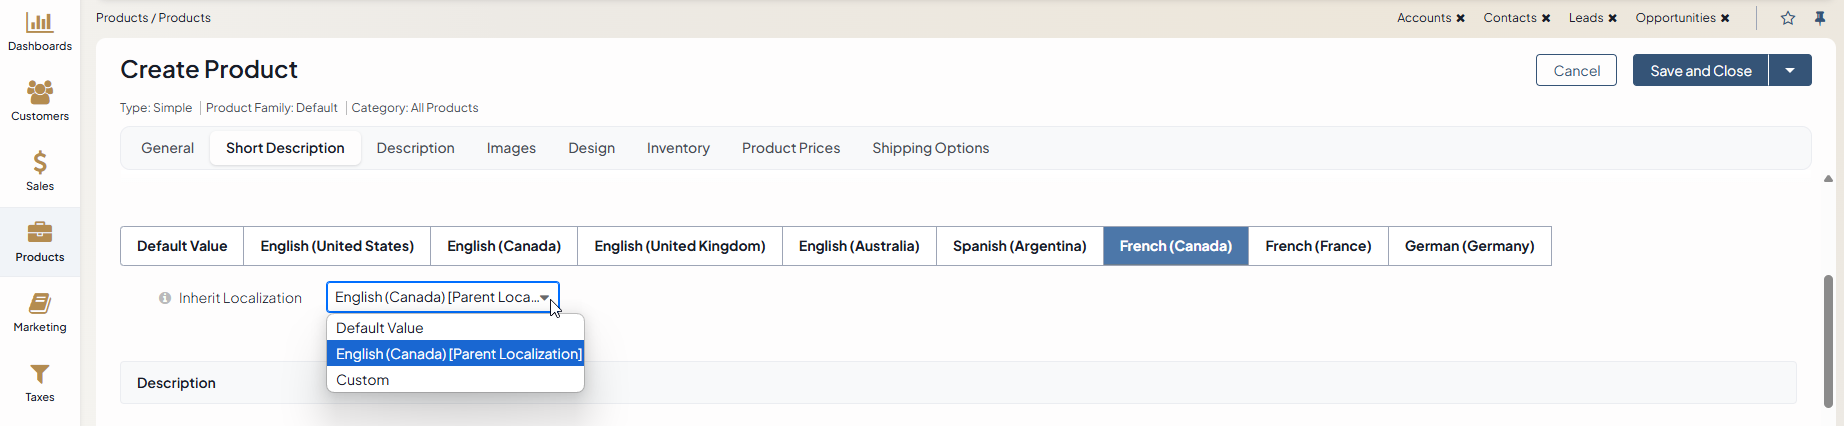 Dashboards
Customers
Sales
Products
Marketing
Taxes
Products / Products
Accounts ✖ Contacts ✖ Leads ✖ Opportunities ✖
Create Product
Cancel Save and Close
Type: Simple | Product Family: Default | Category: All Products
General Short Description Description Images Design Inventory Product Prices Shipping Options
Default Value English (United States) English (Canada) English (United Kingdom) English (Australia) Spanish (Argentina) French (Canada) French (France) German (Germany)
Inherit Localization English (Canada) [Parent Loca...
Default Value
English (Canada) [Parent Localization]
Custom
Description